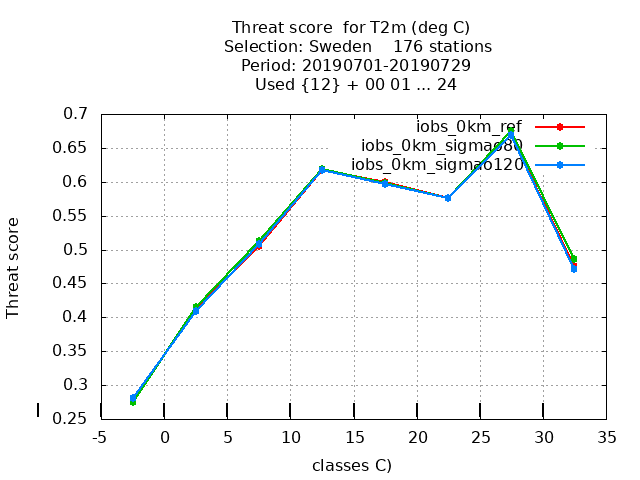 Threat score  for T2m (deg C)
Selection: Sweden    176 stations
Period: 20190701-20190729
Used {12} + 00 01 ... 24
iobs_0km_ref
iobs_0km_sigmao80
iobs_0km_sigmao120
Threat score
0.7
0.65
0.6
0.55
0.5
0.45
0.4
0.35
0.3
0.25
-5 0 5 10 15 20 25 30 35
classes C)